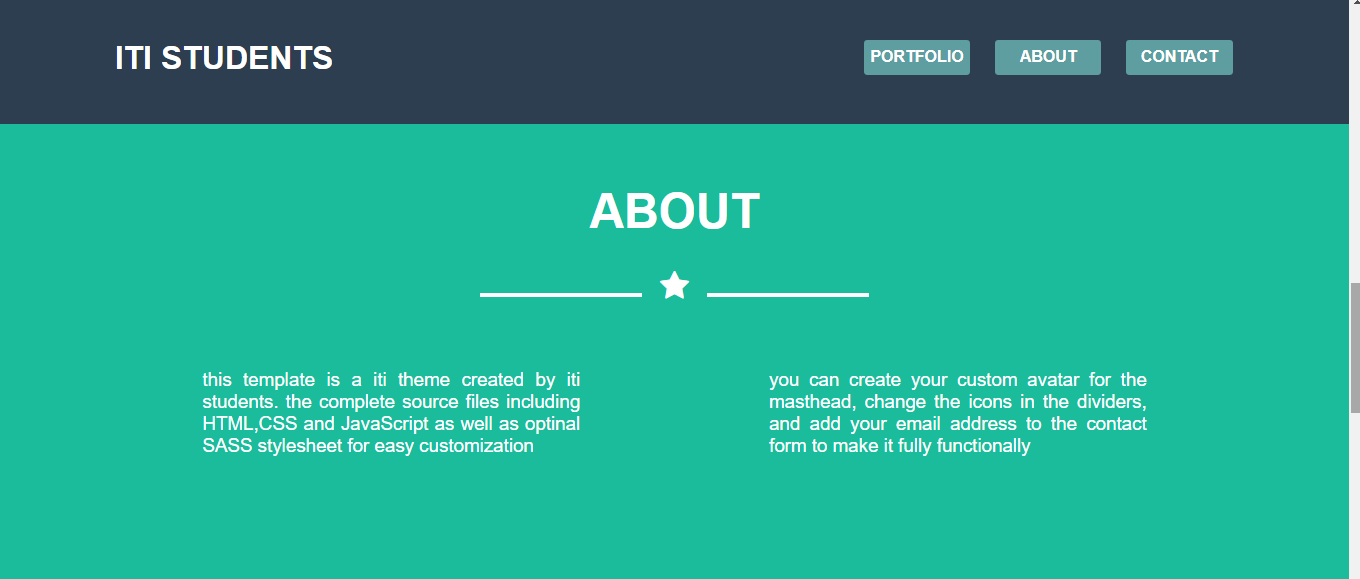 ITI STUDENTS
PORTFOLIO
ABOUT
CONTACT
ABOUT
this template is a iti theme created by iti
students. the complete source files including
HTML,CSS and JavaScript as well as optinal
SASS stylesheet for easy customization
you can create your custom avatar for the
masthead, change the icons in the dividers,
and add your email address to the contact
form to make it fully functionally